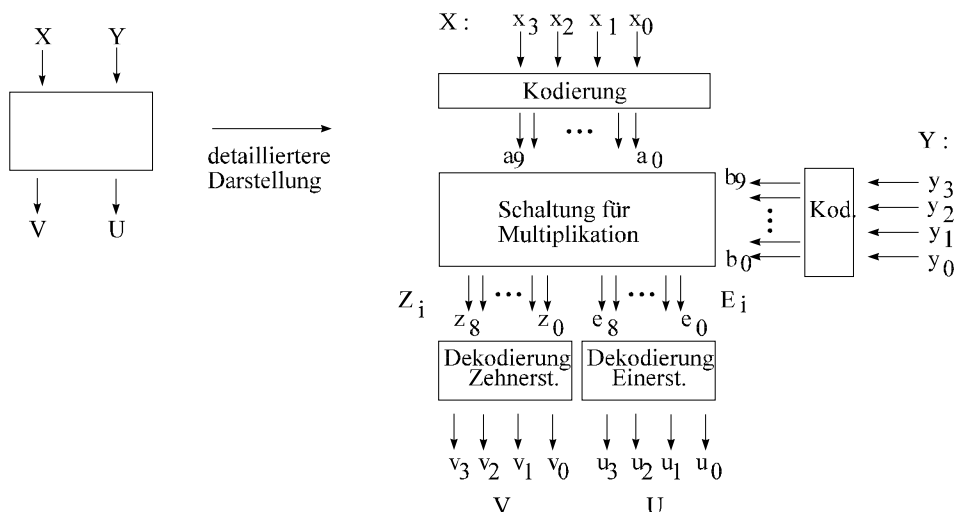 X : x3 x2 x1 x0
X Y
Kodierung
•••
detailliertere
Darstellung
a9 a0
Y :
b9
y3
Schaltung für
Multiplikation
Kod.
y2
y1
b0
y0
V U
Zi
•••
•••
Ei
z8 z0 e8 e0
Dekodierung
Zehnerst.
Dekodierung
Einerst.
v3 v2 v1 v0 u3 u2 u1 u0
V U